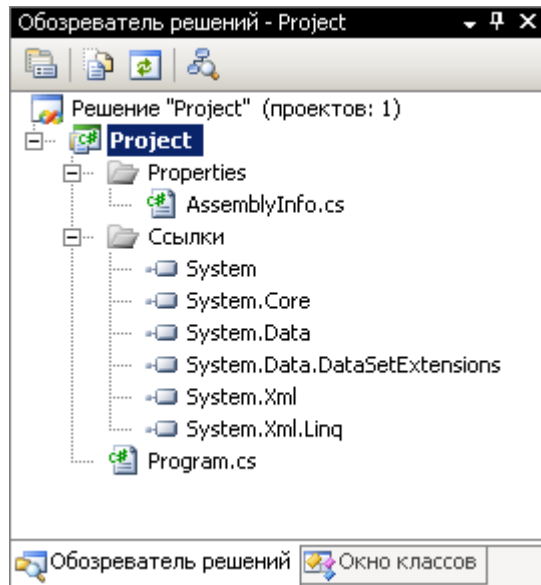 Обозреватель решений - Project
Решение "Project" (проектов: 1)
Project
Properties
AssemblyInfo.cs
Ссылки
System
System.Core
System.Data
System.Data.DataSetExtensions
System.Xml
System.Xml.Linq
Program.cs
Обозреватель решений Окно классов